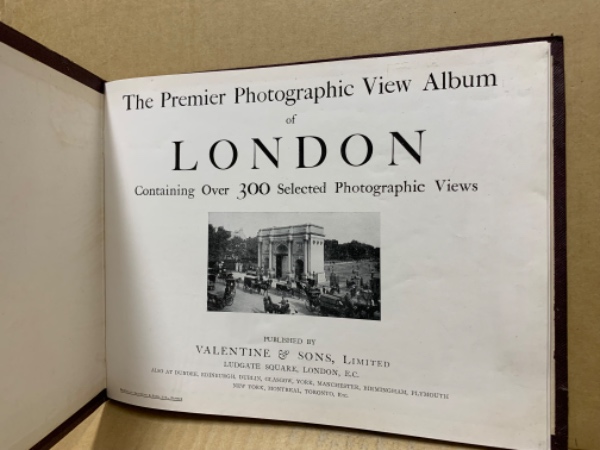 The Premier Photographic View Album
of
LONDON
Containing Over 300 Selected Photographic Views
PUBLISHED BY
VALENTINE & SONS, LIMITED
LUDGATE SQUARE, LONDON, E.C.
ALSO AT DUNDEE, EDINBURGH, DUBLIN, GLASGOW, YORK, MANCHESTER, BIRMINGHAM, PLYMOUTH
NEW YORK, MONTREAL, TORONTO, &c.